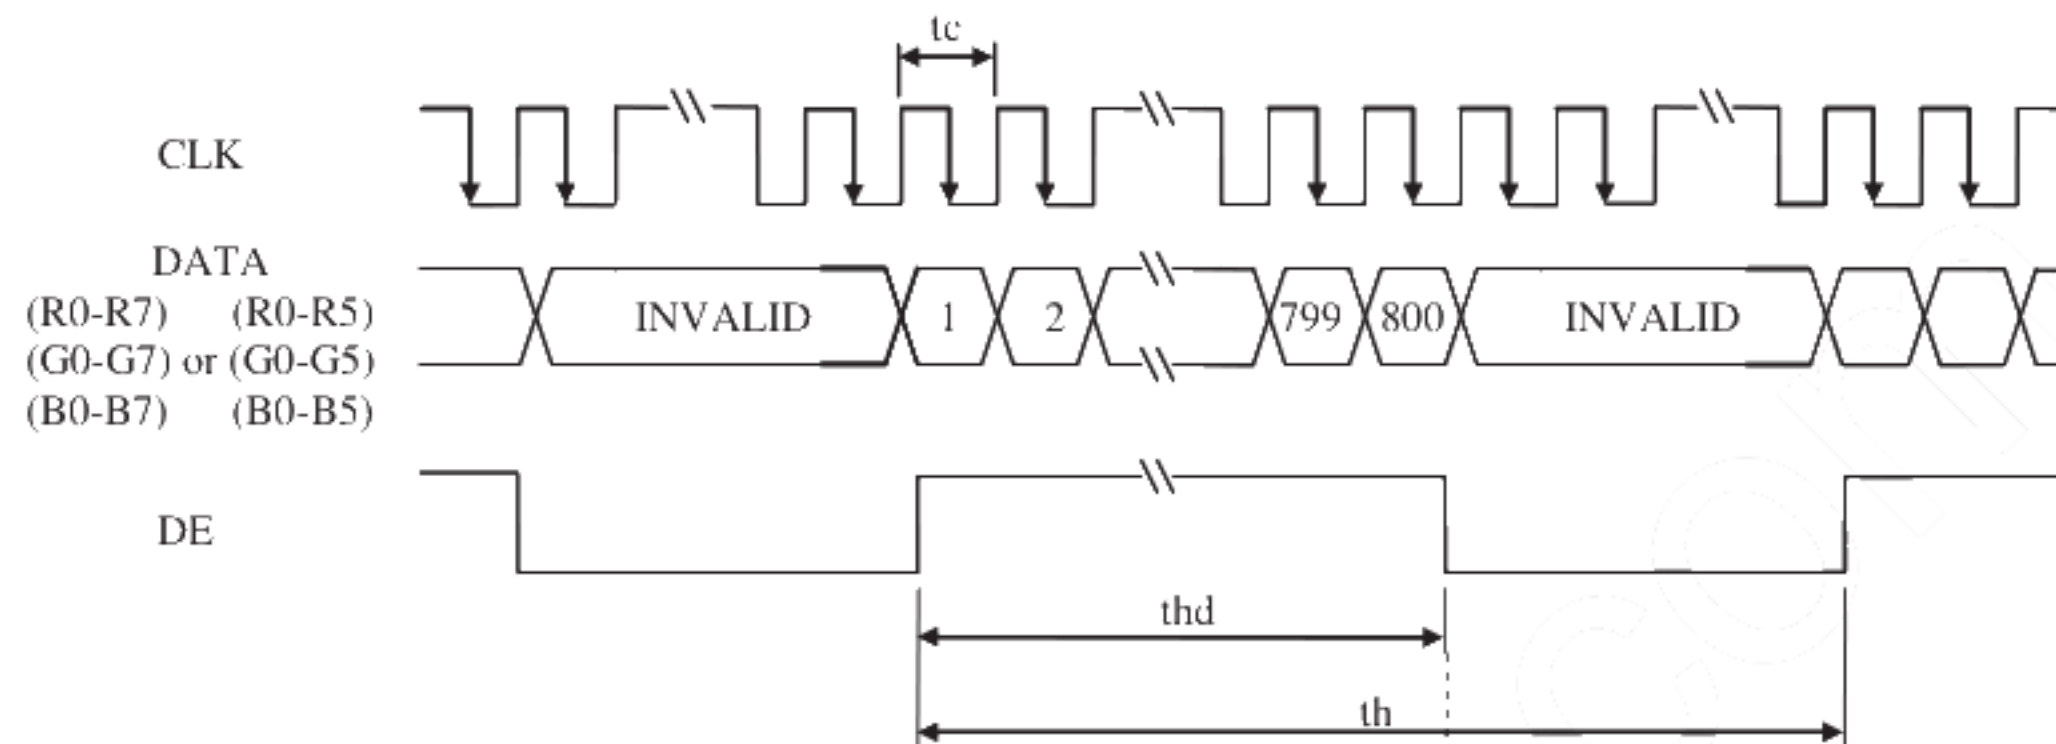 tc
CLK
DATA
(R0-R7) (R0-R5)
(G0-G7) or (G0-G5)
(B0-B7) (B0-B5)
INVALID 1 2 799 800 INVALID
DE
thd
th